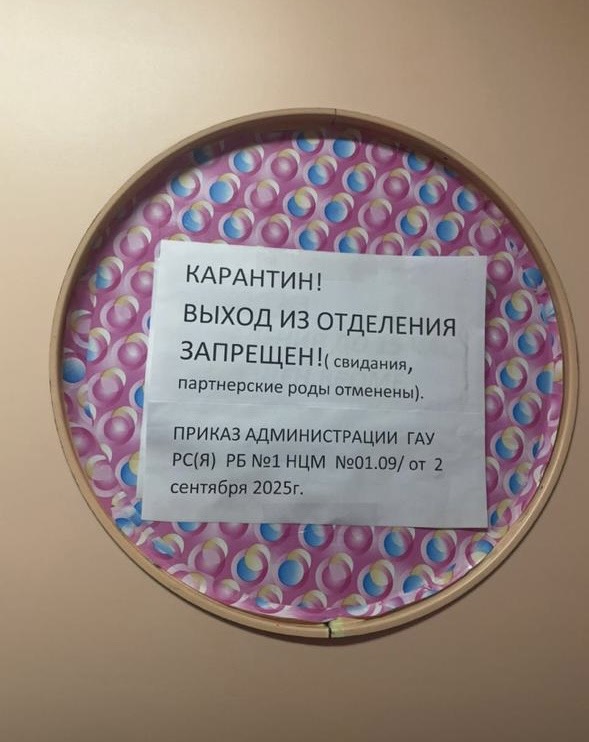 КАРАНТИН!
ВЫХОД ИЗ ОТДЕЛЕНИЯ
ЗАПРЕЩЕН!( свидания,
партнерские роды отменены).
ПРИКАЗ АДМИНИСТРАЦИИ ГАУ
РС(Я) РБ №1 НЦМ №01.09/ от 2
сентября 2025г.